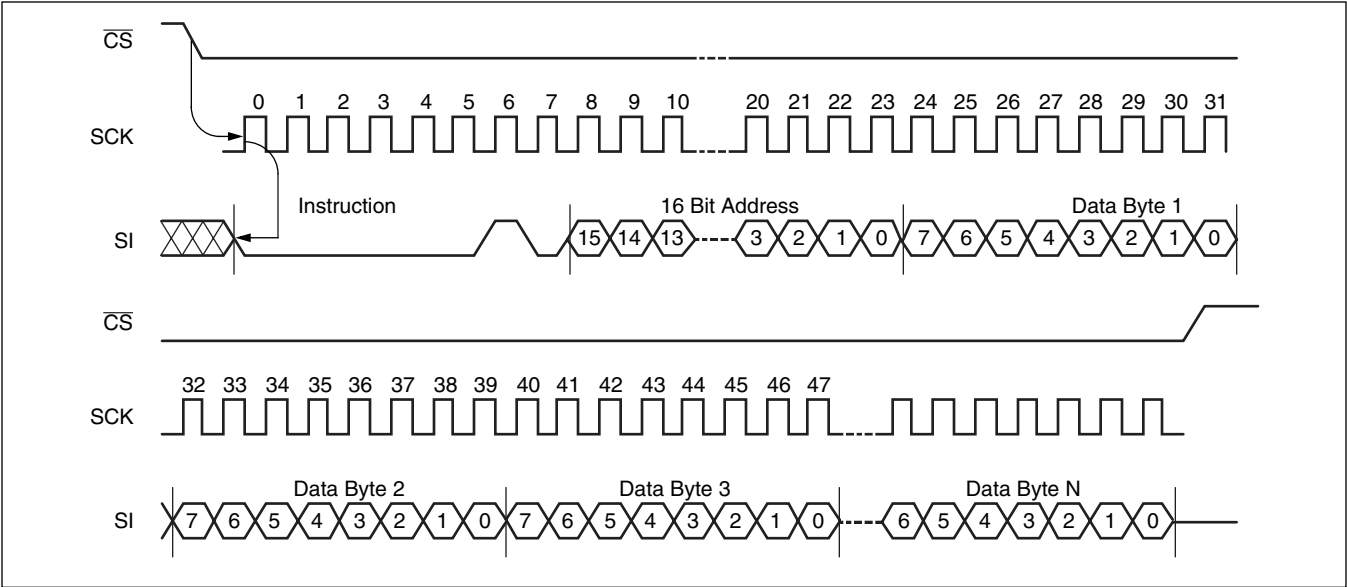 CS
0 1 2 3 4 5 6 7 8 9 10 20 21 22 23 24 25 26 27 28 29 30 31
SCK
Instruction 16 Bit Address Data Byte 1
SI 15 14 13 3 2 1 0 7 6 5 4 3 2 1 0
CS
32 33 34 35 36 37 38 39 40 41 42 43 44 45 46 47
SCK
Data Byte 2 Data Byte 3 Data Byte N
SI 7 6 5 4 3 2 1 0 7 6 5 4 3 2 1 0 6 5 4 3 2 1 0